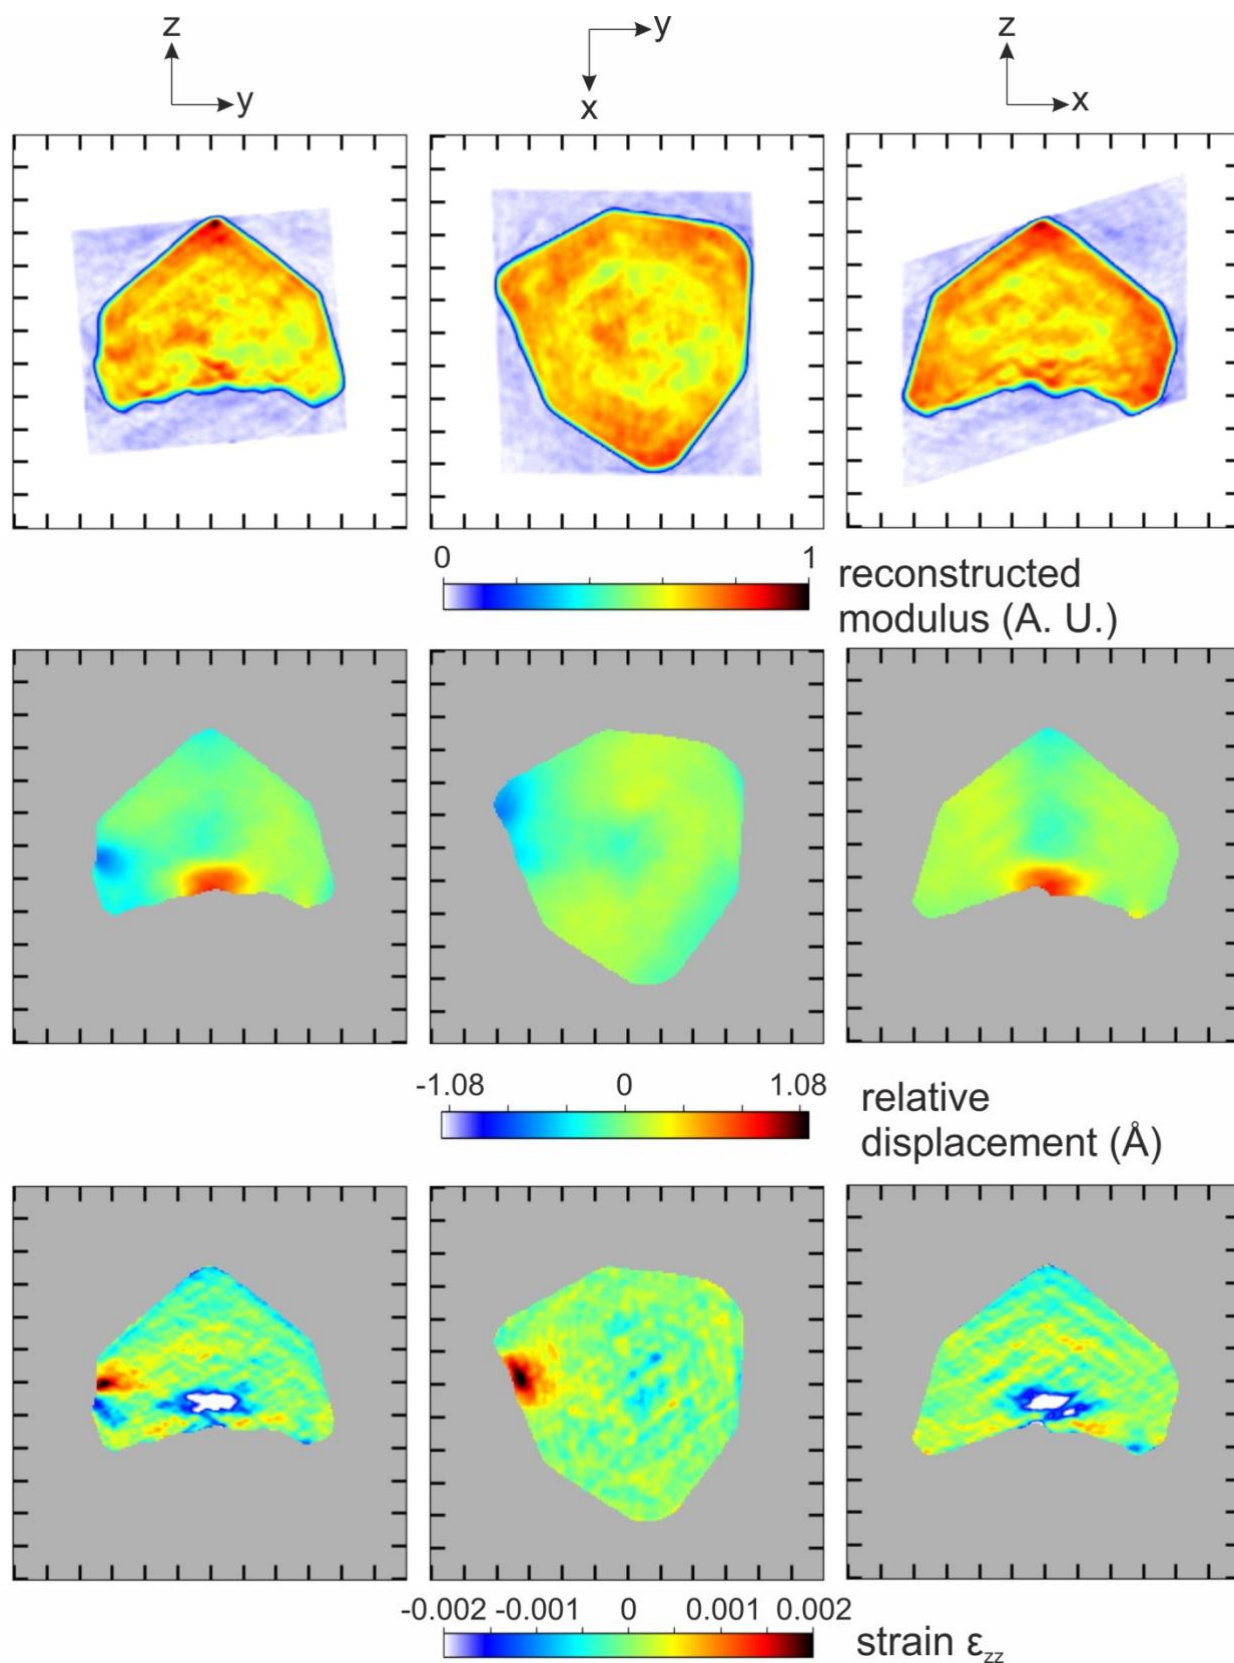 z
y
y
x
z
x
0 1
reconstructed
modulus (A. U.)
-1.08 0 1.08
relative
displacement (Å)
-0.002 -0.001 0 0.001 0.002
strain εzz